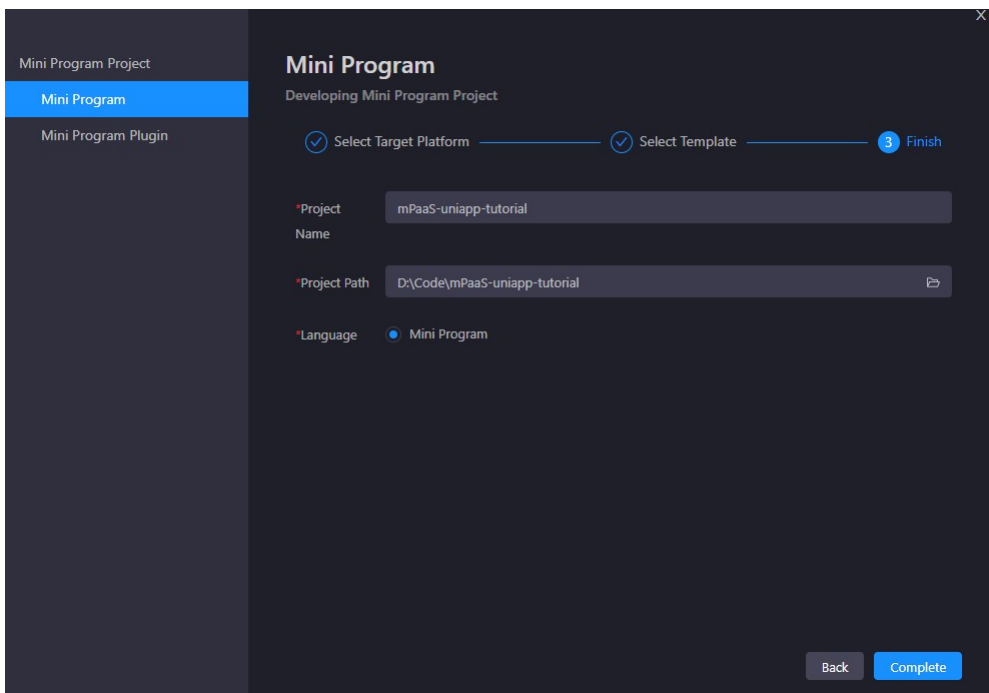 X
Mini Program Project
Mini Program
Mini Program Plugin
Mini Program
Developing Mini Program Project
Select Target Platform
Select Template
3 Finish
*Project
Name
mPaaS-uniapp-tutorial
*Project Path
D:\Code\mPaaS-uniapp-tutorial
*Language
Mini Program
Back
Complete